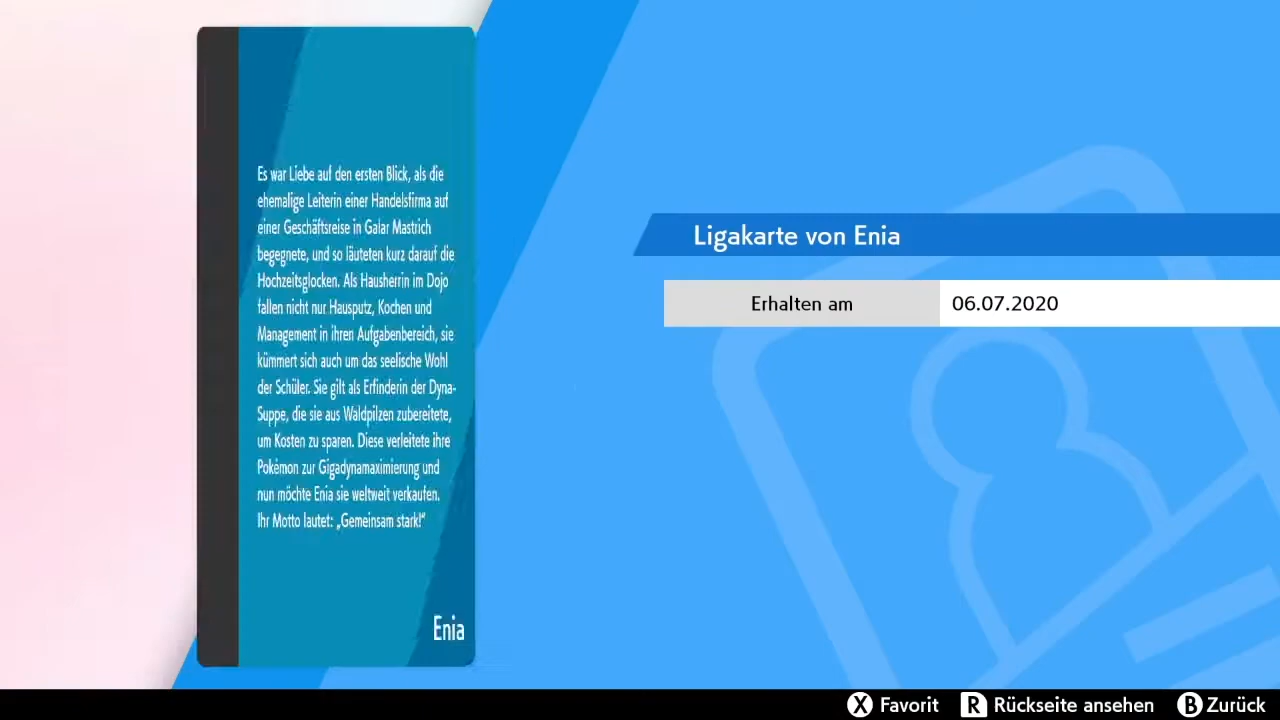 Es war Liebe auf den ersten Blick, als die
ehemalige Leiterin einer Handelsfirma auf
einer Geschäftsreise in Galar Mastrich
begegnete, und so läuteten kurz darauf die
Hochzeitsglocken. Als Hausherrin im Dojo
fallen nicht nur Hausputz, Kochen und
Management in ihren Aufgabenbereich, sie
kümmert sich auch um das seelische Wohl
der Schüler. Sie gilt als Erfinderin der Dyna-
Suppe, die sie aus Waldpilzen zubereitete,
um Kosten zu sparen. Diese verleitete ihre
Pokémon zur Gigadynamaximierung und
nun möchte Enia sie weltweit verkaufen.
Ihr Motto lautet: „Gemeinsam stark!“
Enia
Ligakarte von Enia
Erhalten am 06.07.2020
X Favorit R Rückseite ansehen B Zurück